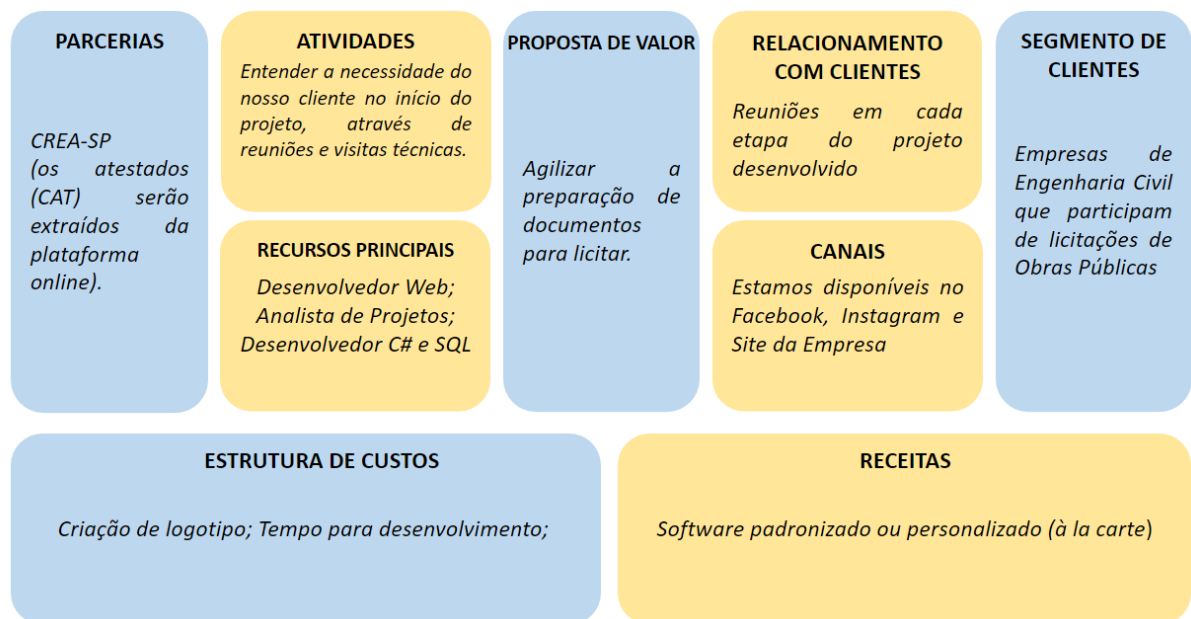 PARCERIAS
CREA-SP
(os atestados
(CAT) serão
extraídos da
plataforma
online).
ATIVIDADES
Entender a necessidade do
nosso cliente no início do
projeto, através de
reuniões e visitas técnicas.
RECURSOS PRINCIPAIS
Desenvolvedor Web;
Analista de Projetos;
Desenvolvedor C# e SQL
PROPOSTA DE VALOR
Agilizar a
preparação de
documentos
para licitar.
RELACIONAMENTO
COM CLIENTES
Reuniões em cada
etapa do projeto
desenvolvido
CANAIS
Estamos disponíveis no
Facebook, Instagram e
Site da Empresa
SEGMENTO DE
CLIENTES
Empresas de
Engenharia Civil
que participam
de licitações de
Obras Públicas
ESTRUTURA DE CUSTOS
Criação de logotipo; Tempo para desenvolvimento;
RECEITAS
Software padronizado ou personalizado (à la carte)